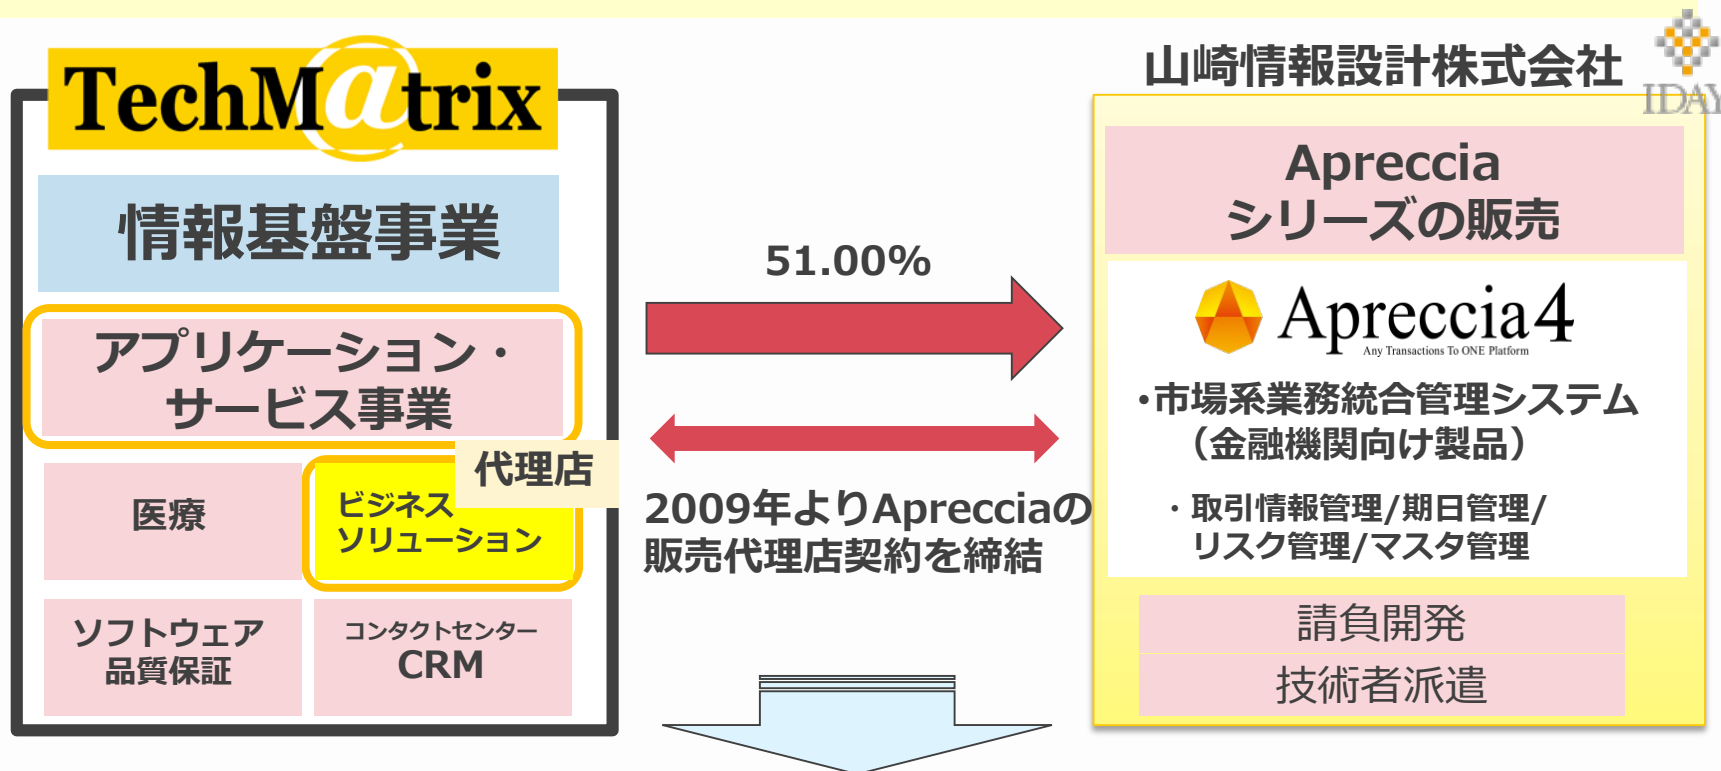 TechM@trix
情報基盤事業
アプリケーション・
サービス事業
代理店
医療
ビジネス
ソリューション
ソフトウェア
品質保証
コンタクトセンター
CRM
51.00%
2009年よりAprecciaの
販売代理店契約を締結
山崎情報設計株式会社
IDAY
Apreccia
シリーズの販売
Apreccia4
Any Transactions To ONE Platform
・市場系業務統合管理システム
（金融機関向け製品）
・取引情報管理/期日管理/
リスク管理/マスタ管理
請負開発
技術者派遣